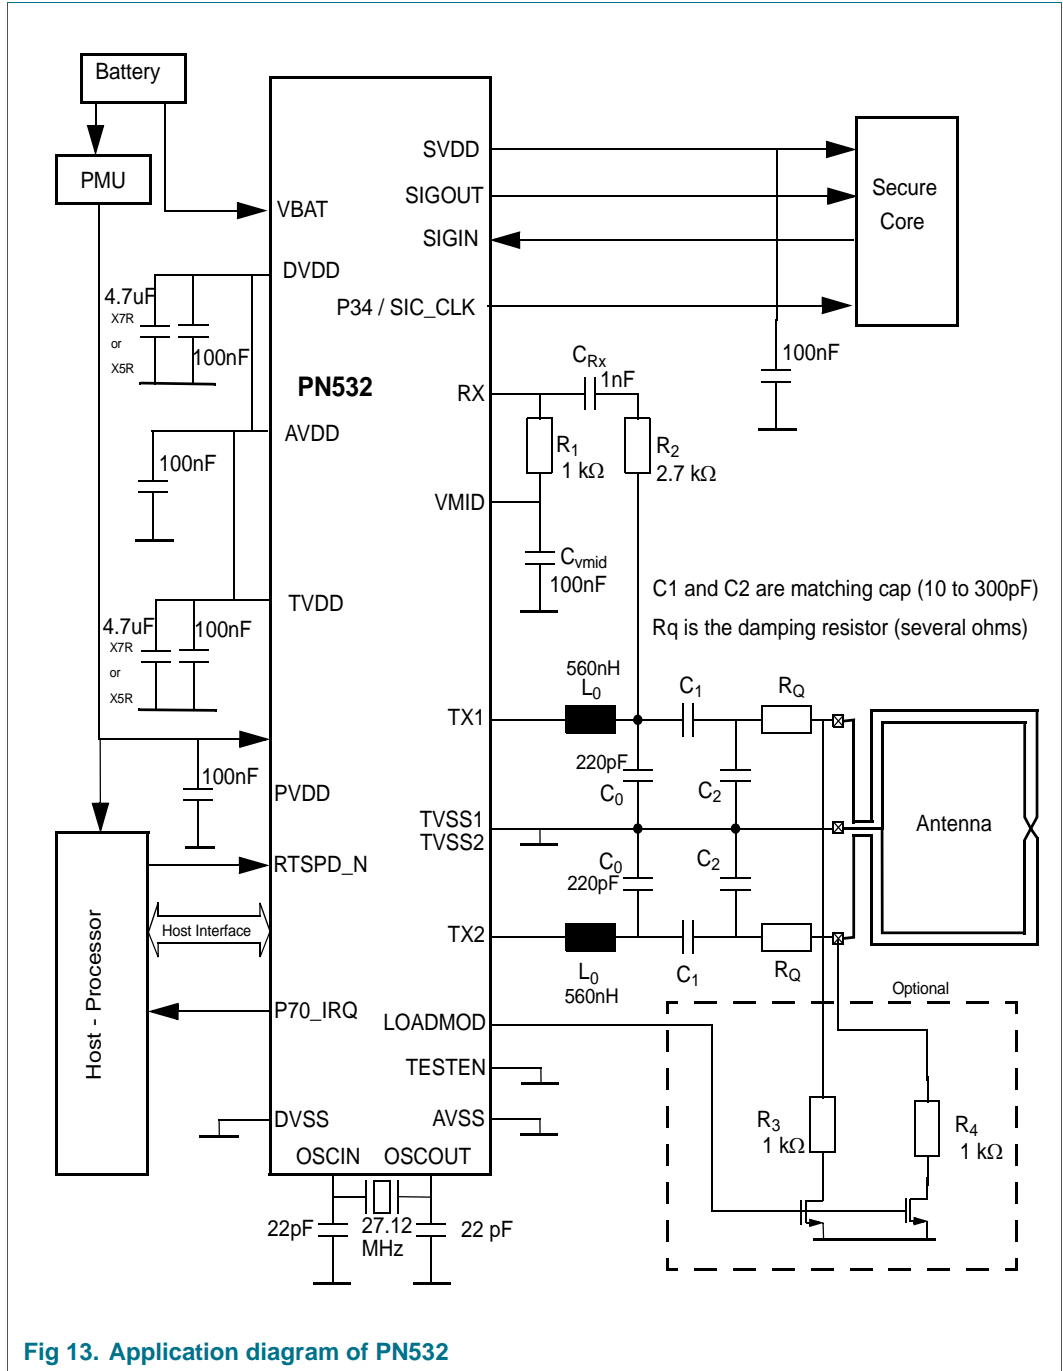 Battery
PMU
PN532
VBAT
DVDD
AVDD
TVDD
PVDD
RTSPD_N
P70_IRQ
DVSS
OSCIN
OSCOUT
SVDD
SIGOUT
SIGIN
P34 / SIC_CLK
RX
VMID
TX1
TVSS1
TVSS2
TX2
LOADMOD
TESTEN
AVSS
Secure
Core
100nF
4.7uF
X7R
or
X5R
100nF
100nF
4.7uF
X7R
or
X5R
100nF
100nF
Host - Processor
Host Interface
CRx
1nF
R1
1 kΩ
R2
2.7 kΩ
Cvmid
100nF
C1 and C2 are matching cap (10 to 300pF)
Rq is the damping resistor (several ohms)
560nH
L0
C1
RQ
220pF
C0
C2
Antenna
C0
220pF
C2
L0
560nH
C1
RQ
Optional
R3
1 kΩ
R4
1 kΩ
22pF
27.12
MHz
22 pF
Fig 13. Application diagram of PN532